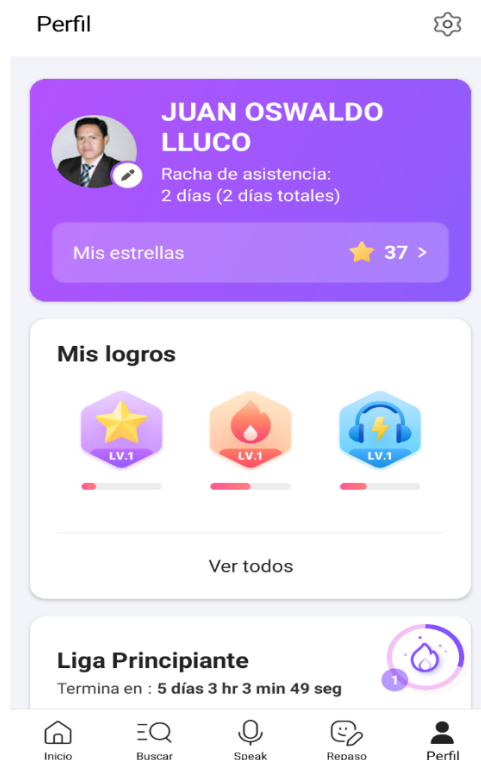 Perfil
JUAN OSWALDO
LLUCO
Racha de asistencia:
2 días (2 días totales)
Mis estrellas 37 >
Mis logros
LV.1 LV.1 LV.1
Ver todos
Liga Principiante
1
Termina en : 5 días 3 hr 3 min 49 seg
Inicio Buscar Speak Repaso Perfil